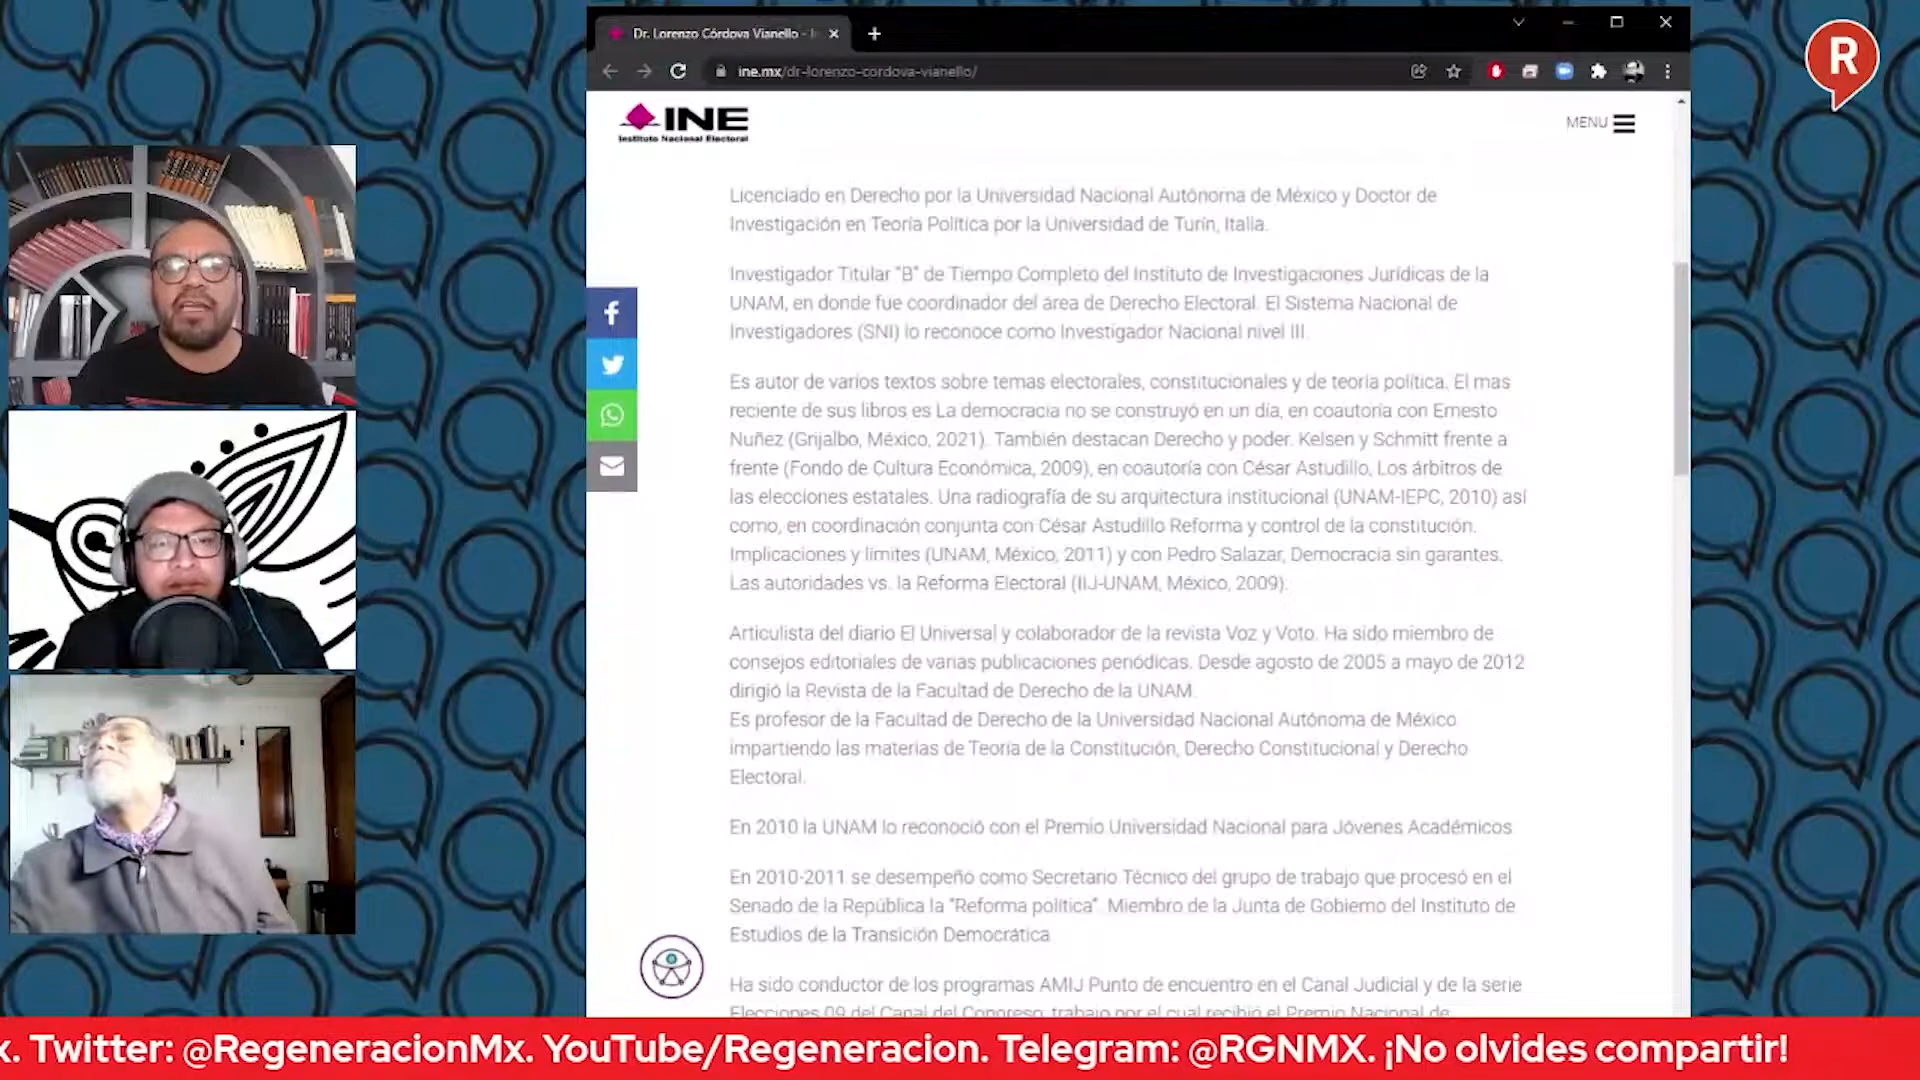 Dr. Lorenzo Córdova Vianello - I
ine.mx/dr-lorenzo-cordova-vianello/
R
INE
Instituto Nacional Electoral
MENU
Licenciado en Derecho por la Universidad Nacional Autónoma de México y Doctor de
Investigación en Teoría Política por la Universidad de Turín, Italia.
Investigador Titular "B" de Tiempo Completo del Instituto de Investigaciones Jurídicas de la
UNAM, en donde fue coordinador del área de Derecho Electoral. El Sistema Nacional de
Investigadores (SNI) lo reconoce como Investigador Nacional nivel III.
Es autor de varios textos sobre temas electorales, constitucionales y de teoría política. El mas
reciente de sus libros es La democracia no se construyó en un día, en coautoría con Ernesto
Nuñez (Grijalbo, México, 2021). También destacan Derecho y poder. Kelsen y Schmitt frente a
frente (Fondo de Cultura Económica, 2009), en coautoría con César Astudillo, Los árbitros de
las elecciones estatales. Una radiografía de su arquitectura institucional (UNAM-IEPC, 2010) así
como, en coordinación conjunta con César Astudillo Reforma y control de la constitución.
Implicaciones y límites (UNAM, México, 2011) y con Pedro Salazar, Democracia sin garantes.
Las autoridades vs. la Reforma Electoral (IIJ-UNAM, México, 2009).
Articulista del diario El Universal y colaborador de la revista Voz y Voto. Ha sido miembro de
consejos editoriales de varias publicaciones periódicas. Desde agosto de 2005 a mayo de 2012
dirigió la Revista de la Facultad de Derecho de la UNAM.
Es profesor de la Facultad de Derecho de la Universidad Nacional Autónoma de México
impartiendo las materias de Teoría de la Constitución, Derecho Constitucional y Derecho
Electoral.
En 2010 la UNAM lo reconoció con el Premio Universidad Nacional para Jóvenes Académicos
En 2010-2011 se desempeñó como Secretario Técnico del grupo de trabajo que procesó en el
Senado de la República la "Reforma política". Miembro de la Junta de Gobierno del Instituto de
Estudios de la Transición Democrática
Ha sido conductor de los programas AMIJ Punto de encuentro en el Canal Judicial y de la serie
Elecciones 09 del Canal del Congreso, trabajo por el cual recibió el Premio Nacional de
x. Twitter: @RegeneracionMx. YouTube/Regeneracion. Telegram: @RGNMX. ¡No olvides compartir!